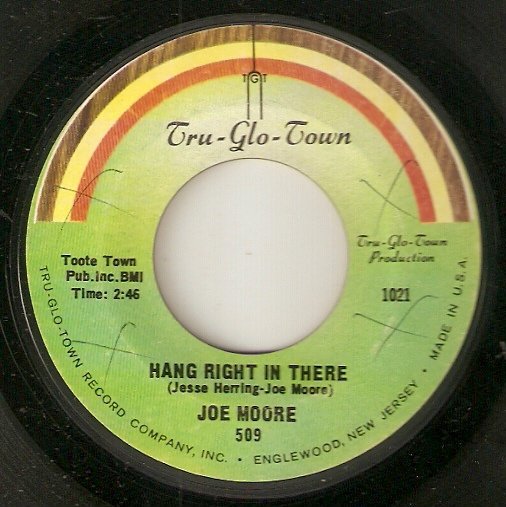 TGT
Tru-Glo-Town
Toote Town
Pub.Inc.BMI
Time: 2:46
Tru-Glo-Town
Production
1021
HANG RIGHT IN THERE
(Jesse Herring-Joe Moore)
JOE MOORE
509
TRU-GLO-TOWN RECORD COMPANY, INC. • ENGLEWOOD, NEW JERSEY • MADE IN U.S.A.